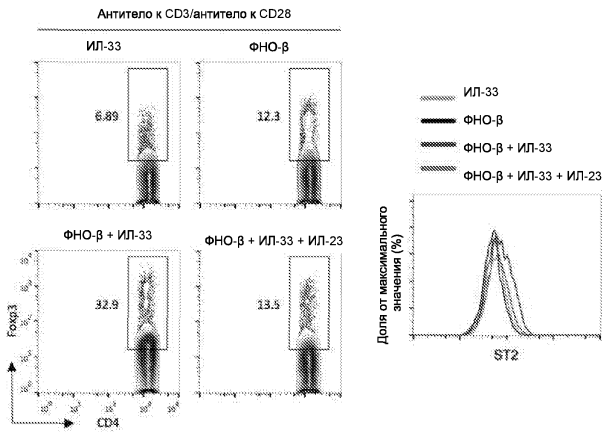 Антитело к CD3/антитело к CD28
ИЛ-33
ФНО-β
6.89
12.3
ФНО-β + ИЛ-33
ФНО-β + ИЛ-33 + ИЛ-23
32.9
13.5
Foxp3
CD4
ИЛ-33
ФНО-β
ФНО-β + ИЛ-33
ФНО-β + ИЛ-33 + ИЛ-23
Доля от максимального
значения (%)
ST2